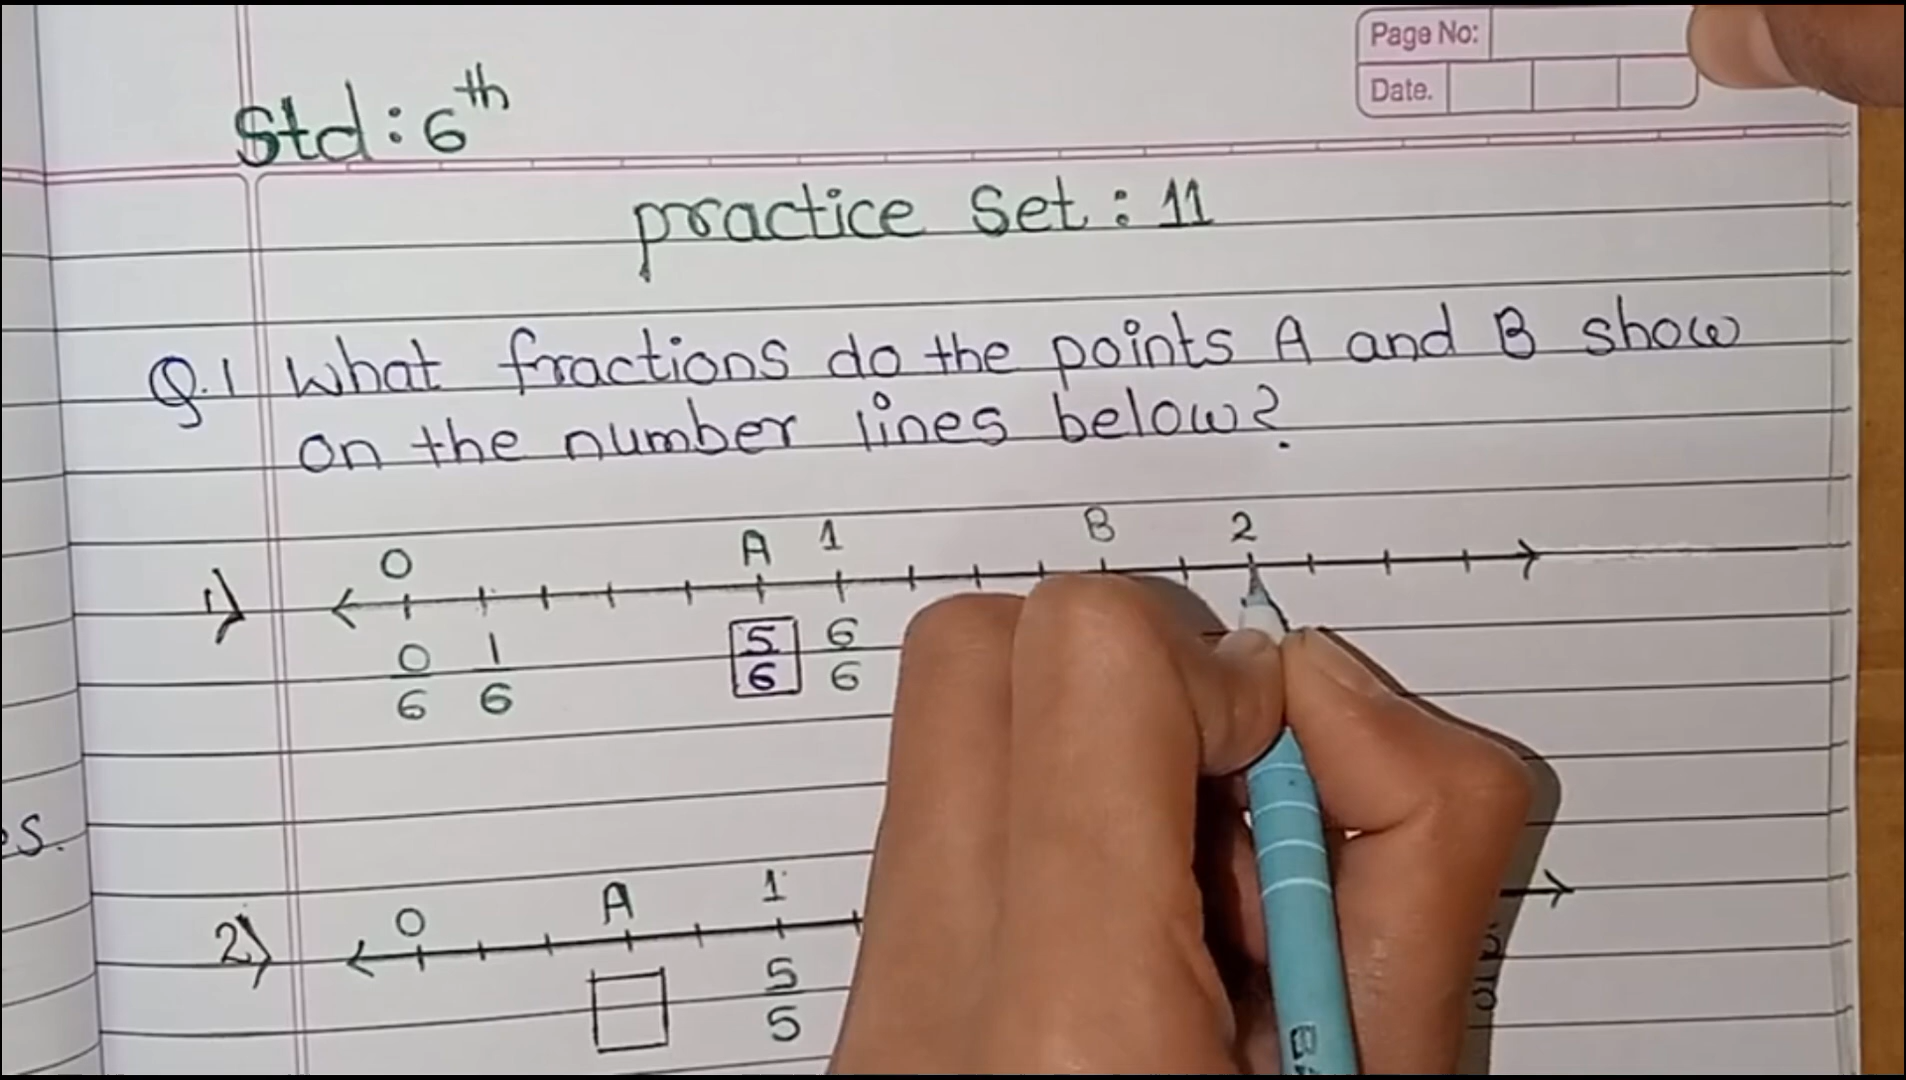 Page No:
Date.
Std: 6th
practice Set: 11
Q.1 What fractions do the points A and B show
on the number lines below?
1) 0 A 1 B 2
0/6 1/6 5/6 6/6
s.
2) 0 A 1
5/5